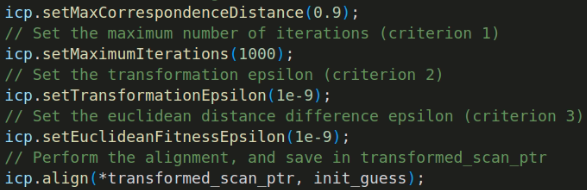 icp.setMaxCorrespondenceDistance(0.9);
// Set the maximum number of iterations (criterion 1)
icp.setMaximumIterations(1000);
// Set the transformation epsilon (criterion 2)
icp.setTransformationEpsilon(1e-9);
// Set the euclidean distance difference epsilon (criterion 3)
icp.setEuclideanFitnessEpsilon(1e-9);
// Perform the alignment, and save in transformed_scan_ptr
icp.align(*transformed_scan_ptr, init_guess);